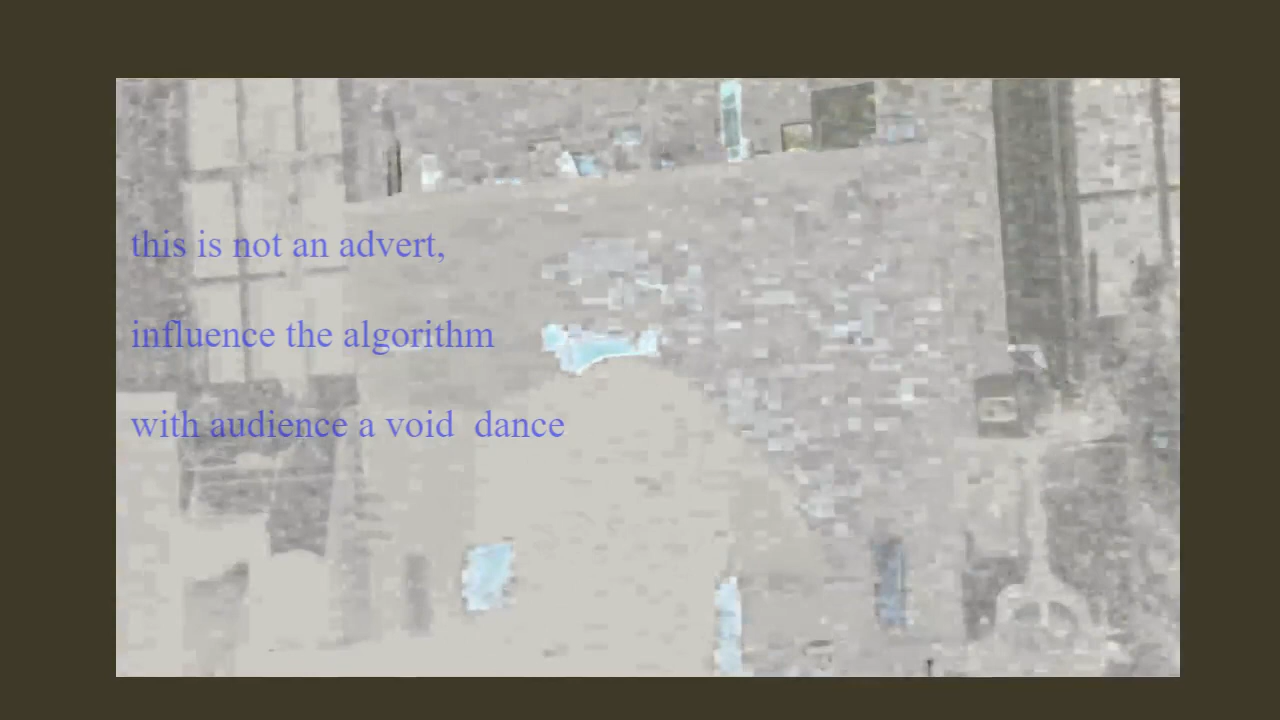 this is not an advert,
influence the algorithm
with audience a void  dance